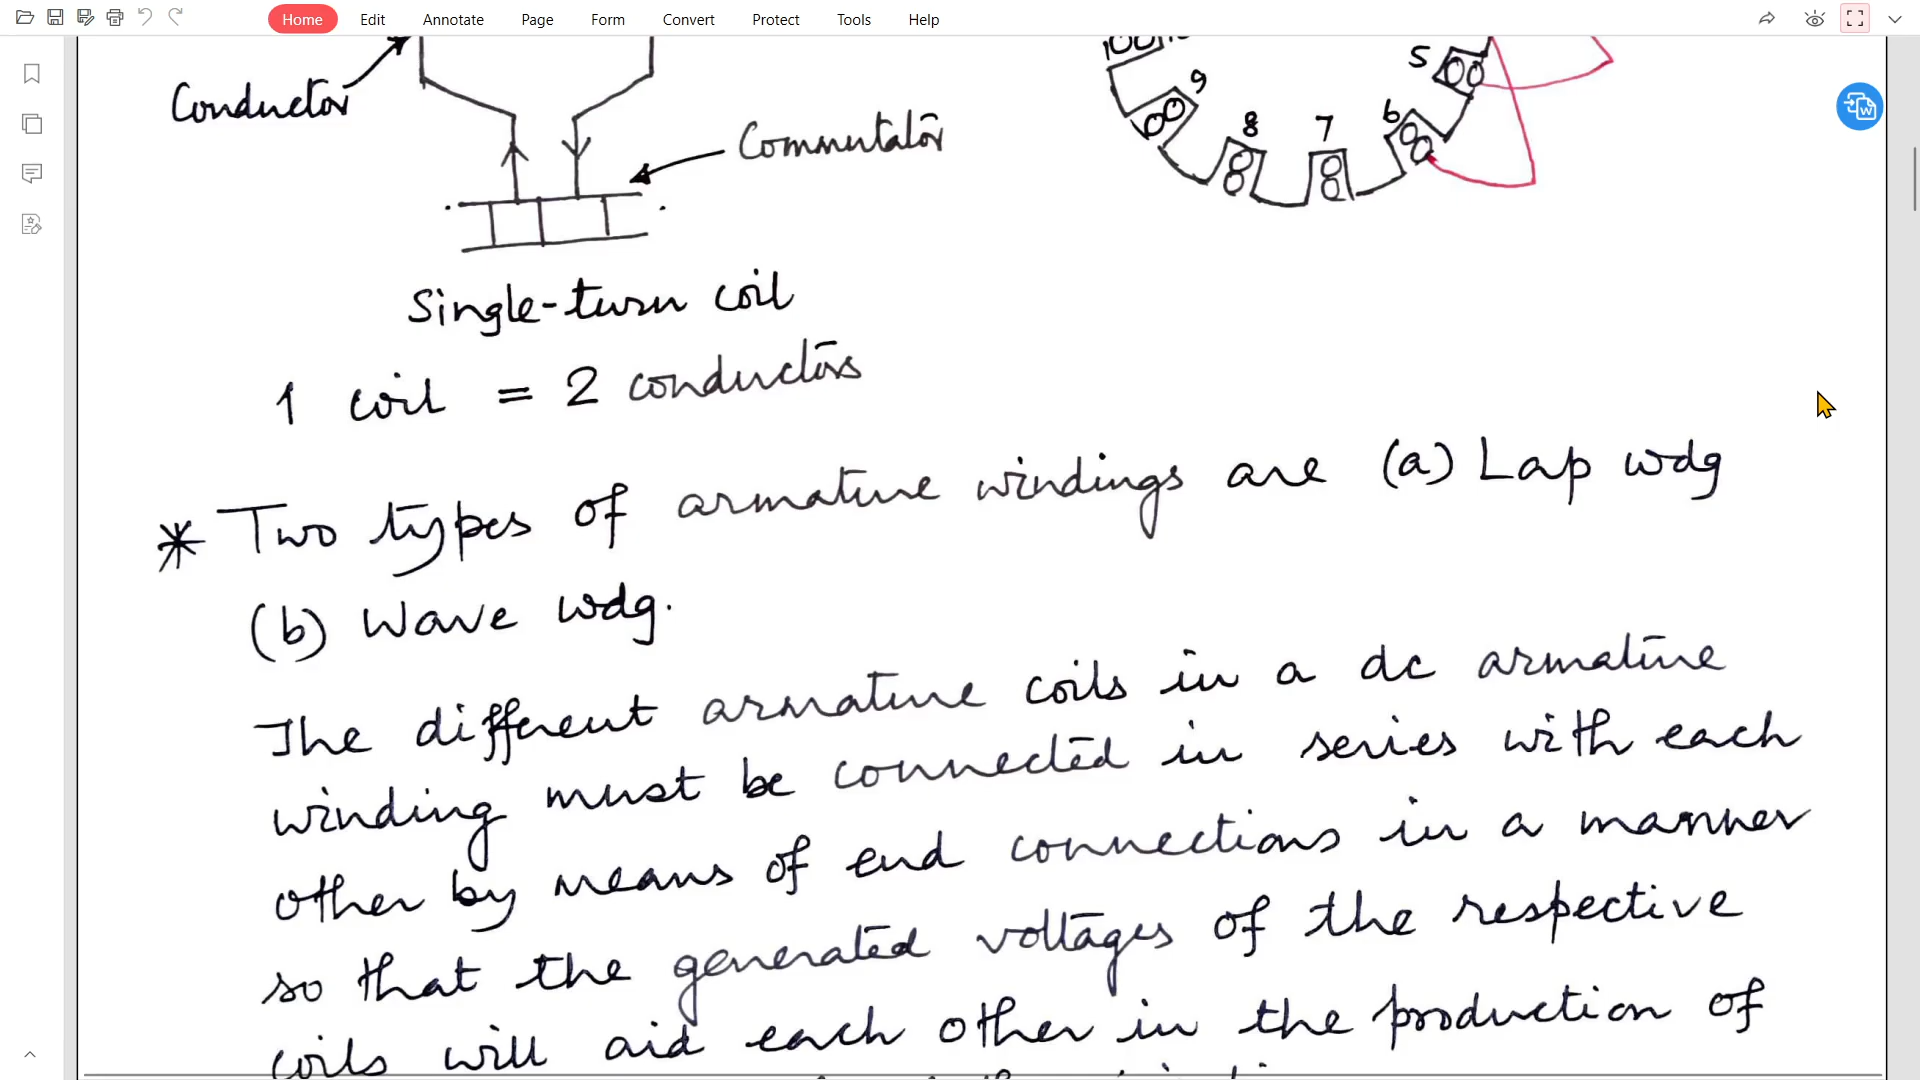 Home Edit Annotate Page Form Convert Protect Tools Help
Conductor
Commutator
5
9
6
8
7
Single-turn coil
1 coil = 2 conductors
* Two types of armature windings are (a) Lap wdg
(b) Wave wdg.
The different armature coils in a dc armature
winding must be connected in series with each
other by means of end connections in a manner
so that the generated voltages of the respective
coils will aid each other in the production of